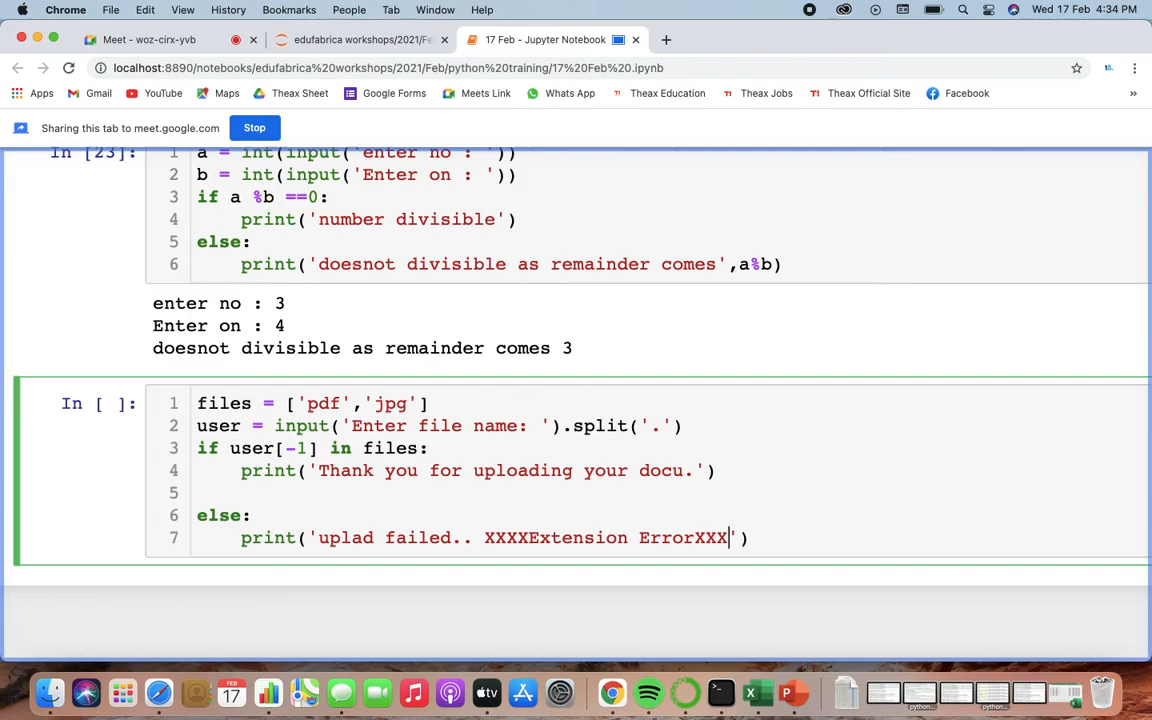 Chrome File Edit View History Bookmarks People Tab Window Help Wed 17 Feb 4:34 PM
Meet - woz-cirx-yvb edufabrica workshops/2021/Fe 17 Feb - Jupyter Notebook
localhost:8890/notebooks/edufabrica%20workshops/2021/Feb/python%20training/17%20Feb%20.ipynb
Apps Gmail YouTube Maps Theax Sheet Google Forms Meets Link Whats App Theax Education Theax Jobs Theax Official Site Facebook »
Sharing this tab to meet.google.com Stop
In [23]: 1 a = int(input('enter no : '))
2 b = int(input('Enter on : '))
3 if a %b ==0:
4 print('number divisible')
5 else:
6 print('doesnot divisible as remainder comes',a%b)
enter no : 3
Enter on : 4
doesnot divisible as remainder comes 3
In [ ]: 1 files = ['pdf','jpg']
2 user = input('Enter file name: ').split('.')
3 if user[-1] in files:
4 print('Thank you for uploading your docu.')
5
6 else:
7 print('uplad failed.. XXXXExtension ErrorXXX')
FEB
17